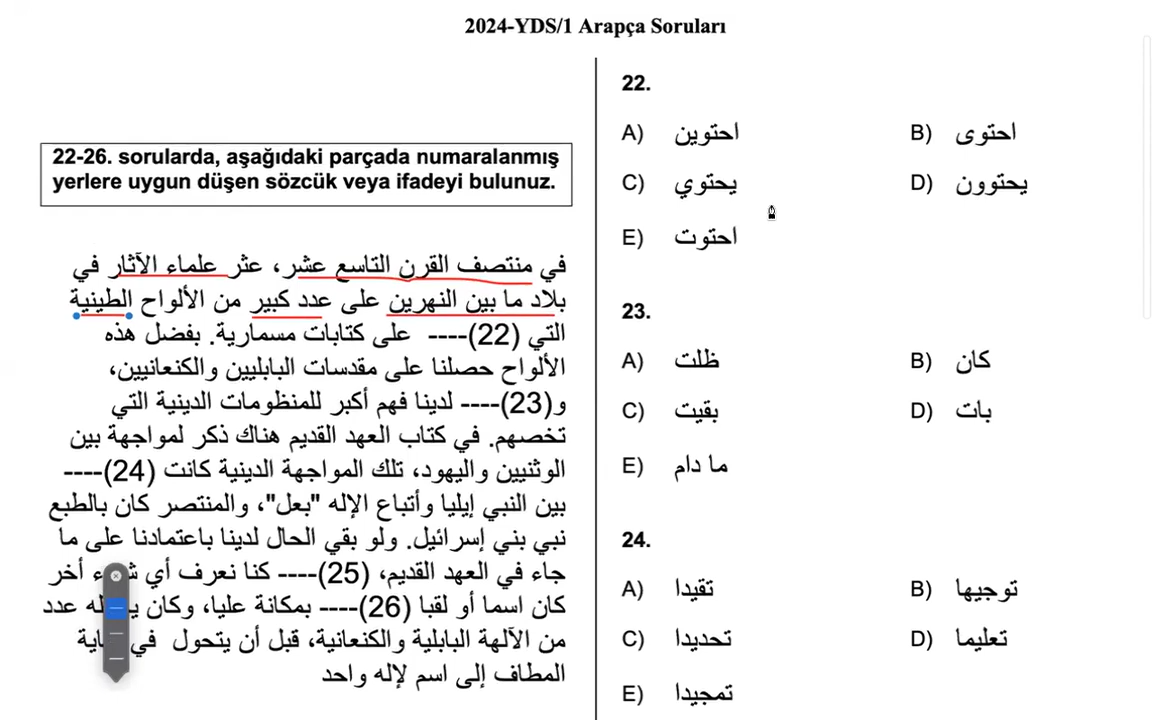 2024-YDS/1 Arapça Soruları
22-26. sorularda, aşağıdaki parçada numaralanmış
yerlere uygun düşen sözcük veya ifadeyi bulunuz.
في منتصف القرن التاسع عشر، عثر علماء الآثار في
بلاد ما بين النهرين على عدد كبير من الألواح الطينية
التي (22)---- على كتابات مسمارية. بفضل هذه
الألواح حصلنا على مقدسات البابليين والكنعانيين،
و(23)---- لدينا فهم أكبر للمنظومات الدينية التي
تخصهم. في كتاب العهد القديم هناك ذكر لمواجهة بين
الوثنيين واليهود، تلك المواجهة الدينية كانت (24)----
بين النبي إيليا وأتباع الإله "بعل"، والمنتصر كان بالطبع
نبي بني إسرائيل. ولو بقي الحال لدينا باعتمادنا على ما
جاء في العهد القديم، (25)---- كنا نعرف أي أخر
كان اسما أو لقبا (26)---- بمكانة عليا، وكان عدد
من الآلهة البابلية والكنعانية، قبل أن يتحول في
المطاف إلى اسم لإله واحد
22.
A) احتوين
B) احتوى
C) يحتوي
D) يحتوون
E) احتوت
23.
A) ظلت
B) كان
C) بقيت
D) بات
E) ما دام
24.
A) تقيدا
B) توجيها
C) تحديدا
D) تعليما
E) تمجيدا